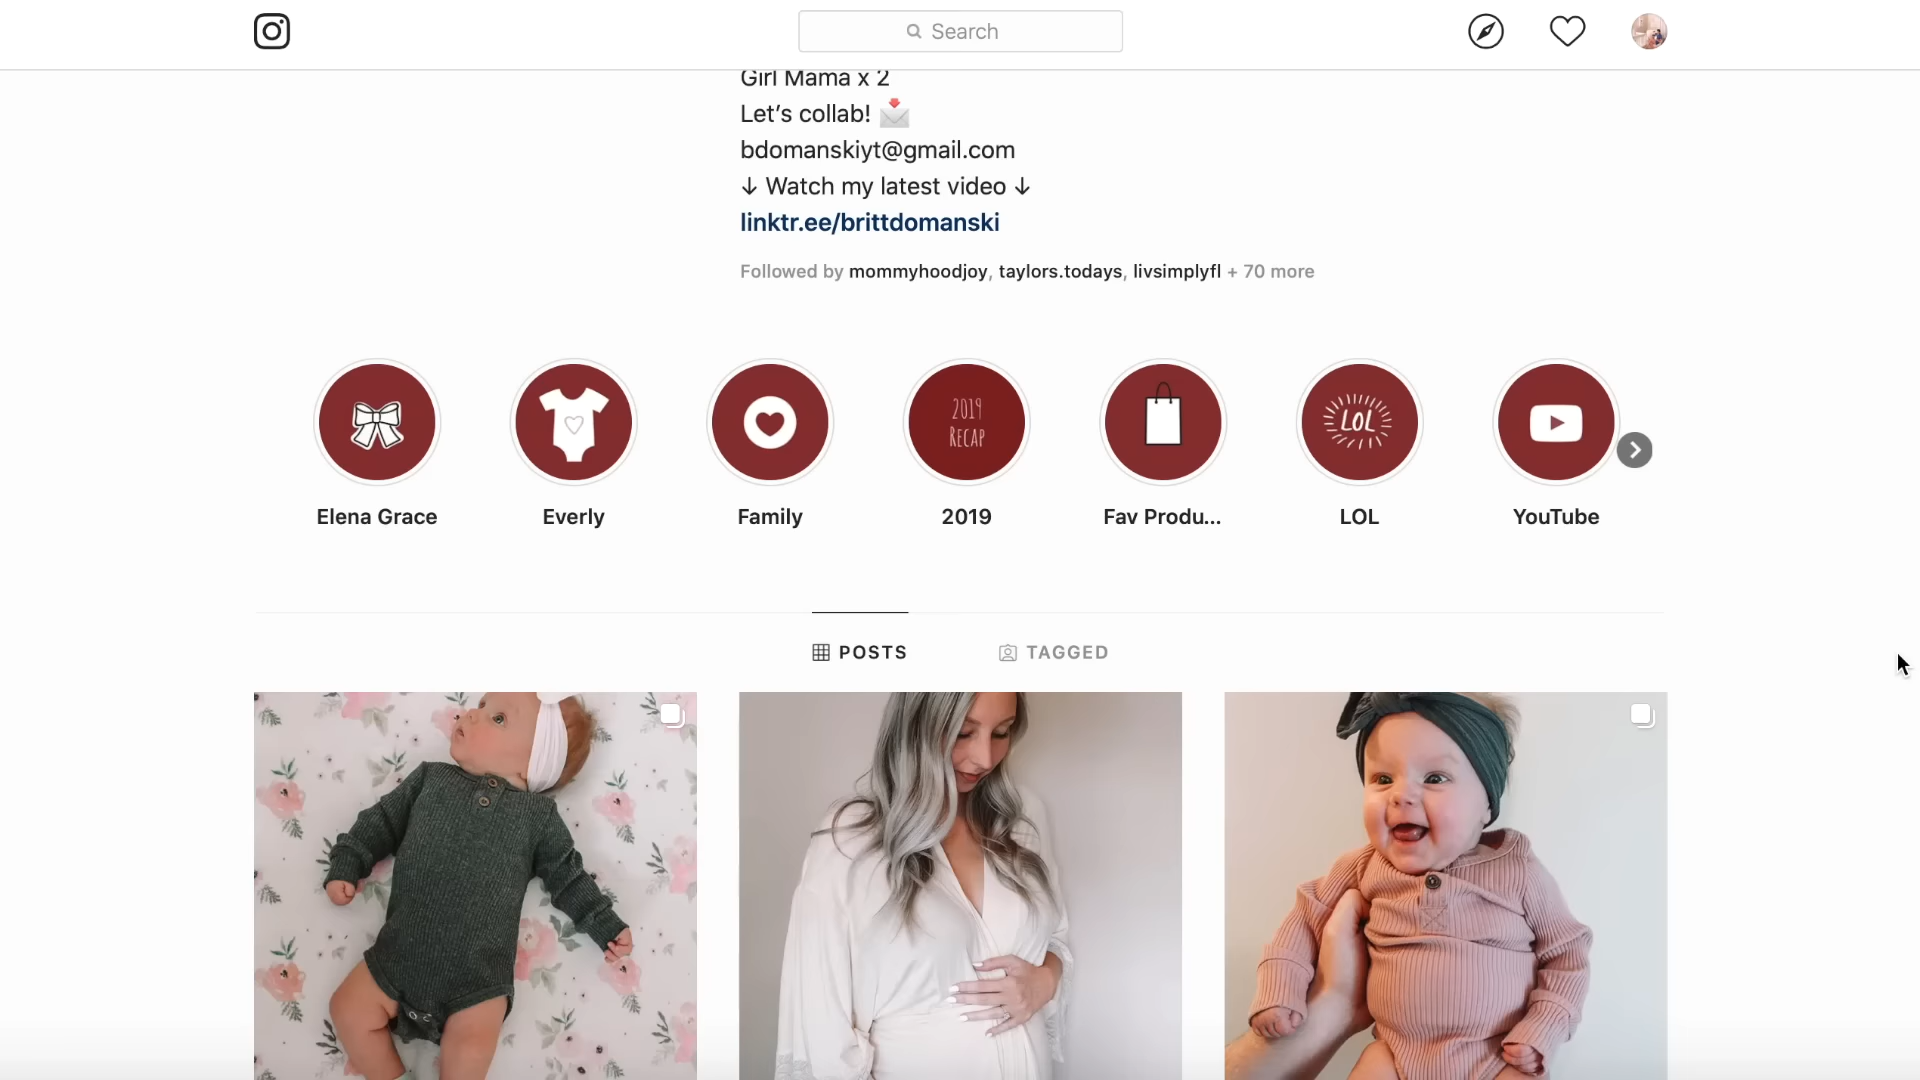 Search
Girl Mama x 2
Let's collab!
bdomanskiyt@gmail.com
↓ Watch my latest video ↓
linktr.ee/brittdomanski
Followed by mommyhoodjoy, taylors.todays, livsimplyfl + 70 more
2019
RECAP
LOL
Elena Grace
Everly
Family
2019
Fav Produ...
LOL
YouTube
POSTS
TAGGED